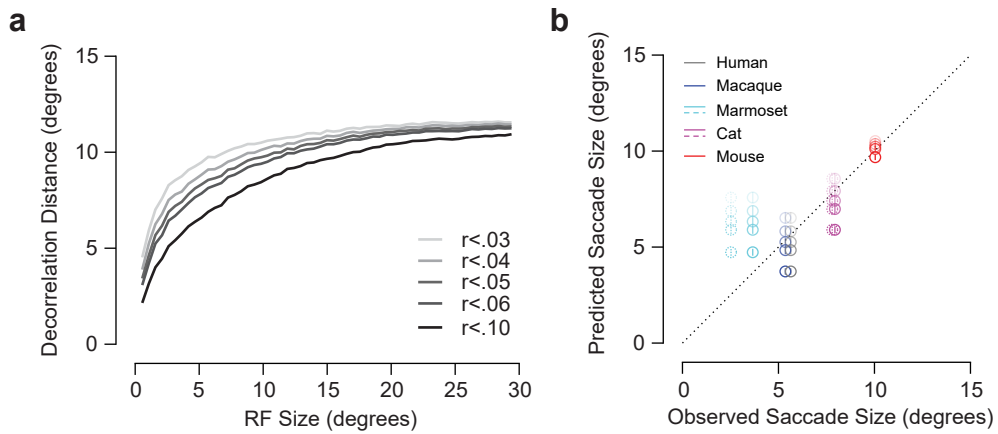 a
Decorrelation Distance (degrees)
15
10
5
0
r<.03
r<.04
r<.05
r<.06
r<.10
0 5 10 15 20 25 30
RF Size (degrees)
b
Predicted Saccade Size (degrees)
15
10
5
0
Human
Macaque
Marmoset
Cat
Mouse
0 5 10 15
Observed Saccade Size (degrees)